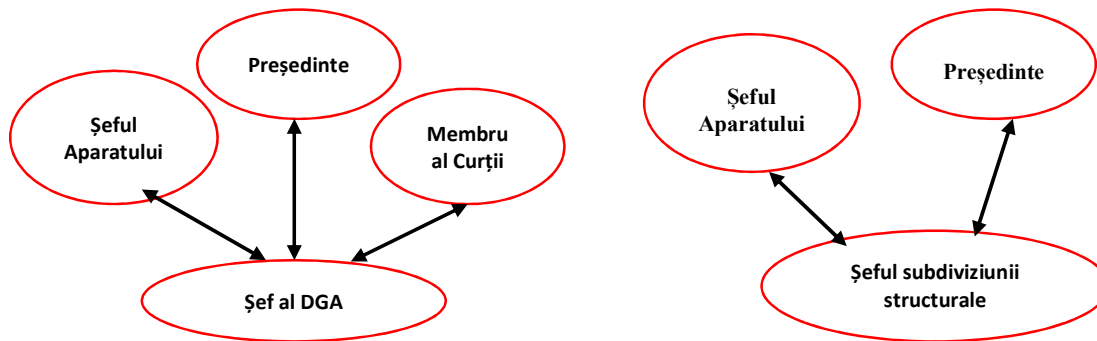 Președinte
Șeful
Aparatului
Membru
al Curții
Șef al DGA
Președinte
Șeful
Aparatului
Șeful subdiviziunii
structurale